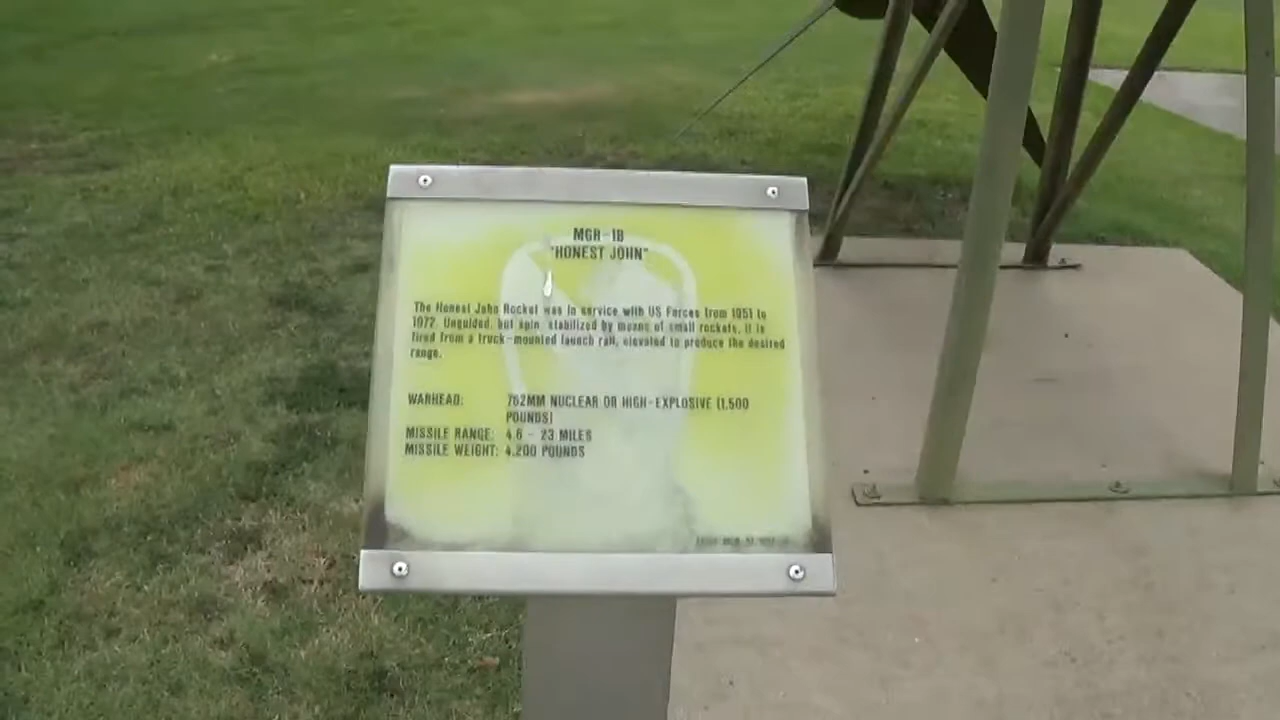 MGR-1B
"HONEST JOHN"
The Honest John Rocket was in service with US Forces from 1951 to
1972. Unguided, but spin stabilized by means of small rockets, it is
fired from a truck-mounted launch rail, elevated to produce the desired
range.
WARHEAD: 762MM NUCLEAR OR HIGH-EXPLOSIVE (1,500
POUNDS)
MISSILE RANGE: 4.6 - 23 MILES
MISSILE WEIGHT: 4,200 POUNDS